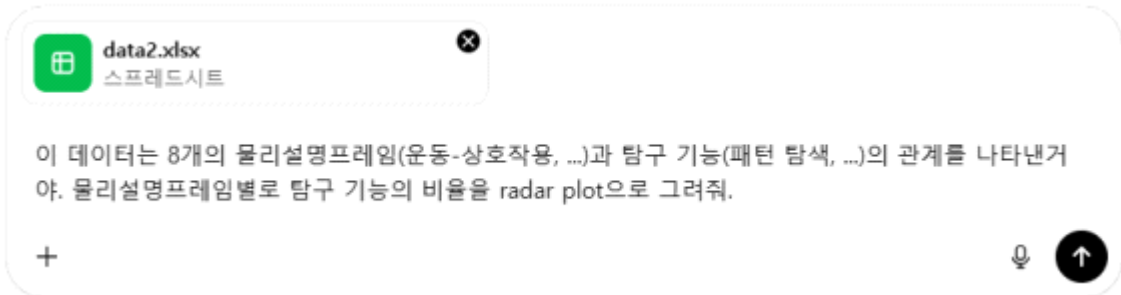 data2.xlsx
스프레드시트
이 데이터는 8개의 물리설명프레임(운동-상호작용, ...)과 탐구 기능(패턴 탐색, ...)의 관계를 나타낸거
야. 물리설명프레임별로 탐구 기능의 비율을 radar plot으로 그려줘.